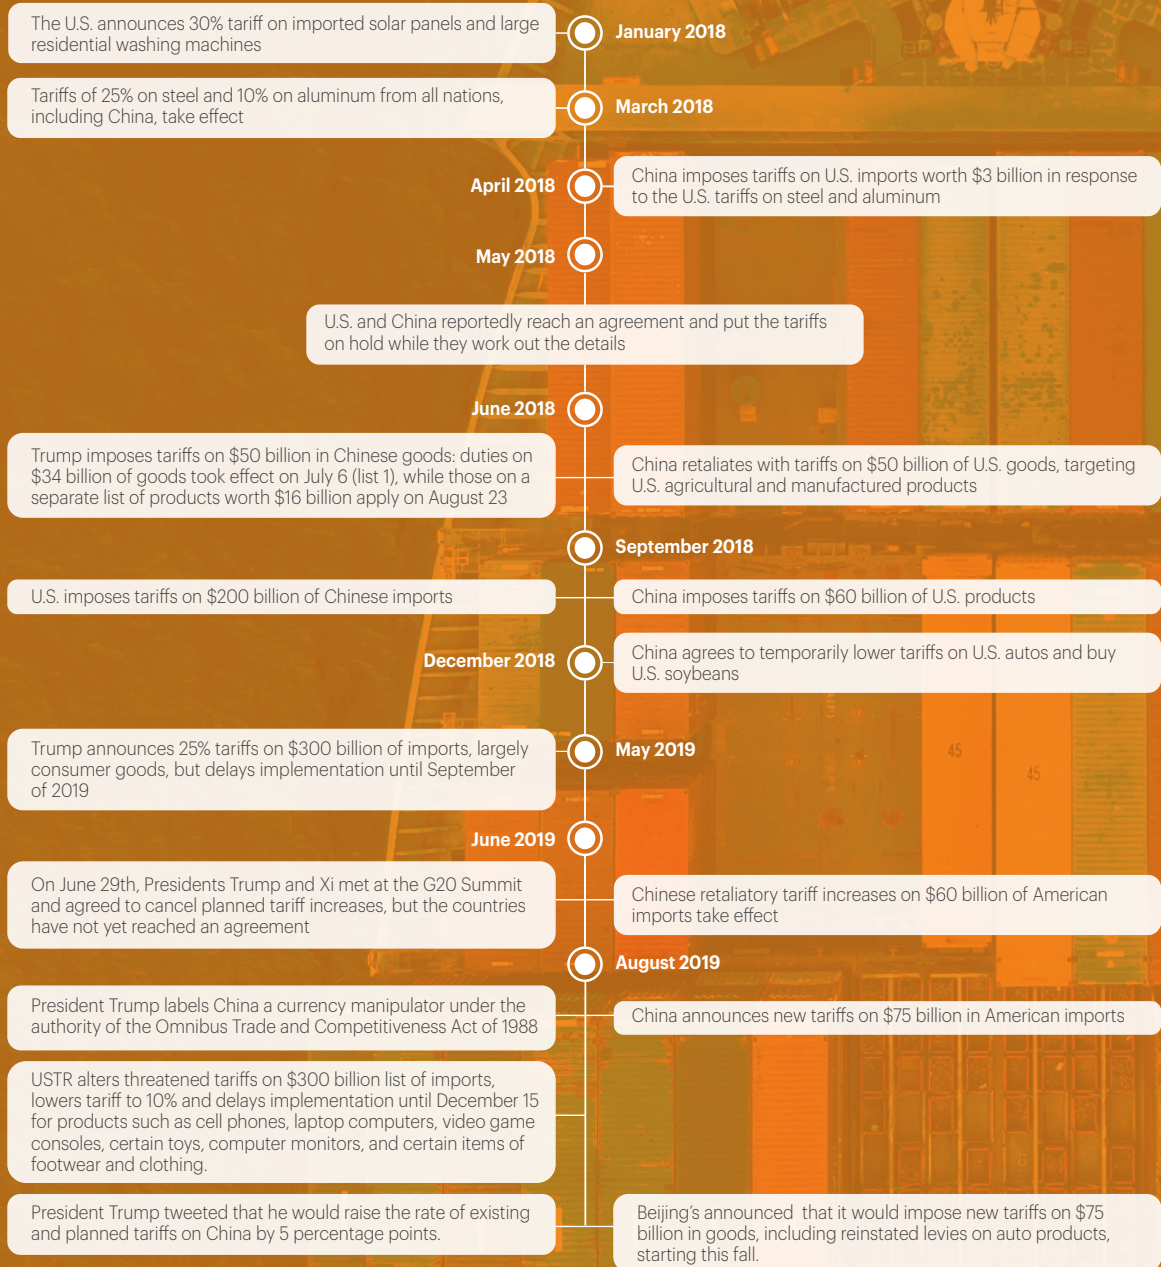 The U.S. announces 30% tariff on imported solar panels and large
residential washing machines
January 2018
Tariffs of 25% on steel and 10% on aluminum from all nations,
including China, take effect
March 2018
April 2018
China imposes tariffs on U.S. imports worth $3 billion in response
to the U.S. tariffs on steel and aluminum
May 2018
U.S. and China reportedly reach an agreement and put the tariffs
on hold while they work out the details
June 2018
Trump imposes tariffs on $50 billion in Chinese goods: duties on
$34 billion of goods took effect on July 6 (list 1), while those on a
separate list of products worth $16 billion apply on August 23
China retaliates with tariffs on $50 billion of U.S. goods, targeting
U.S. agricultural and manufactured products
September 2018
U.S. imposes tariffs on $200 billion of Chinese imports
China imposes tariffs on $60 billion of U.S. products
December 2018
China agrees to temporarily lower tariffs on U.S. autos and buy
U.S. soybeans
Trump announces 25% tariffs on $300 billion of imports, largely
consumer goods, but delays implementation until September
of 2019
May 2019
45
45
June 2019
On June 29th, Presidents Trump and Xi met at the G20 Summit
and agreed to cancel planned tariff increases, but the countries
have not yet reached an agreement
Chinese retaliatory tariff increases on $60 billion of American
imports take effect
August 2019
President Trump labels China a currency manipulator under the
authority of the Omnibus Trade and Competitiveness Act of 1988
China announces new tariffs on $75 billion in American imports
USTR alters threatened tariffs on $300 billion list of imports,
lowers tariff to 10% and delays implementation until December 15
for products such as cell phones, laptop computers, video game
consoles, certain toys, computer monitors, and certain items of
footwear and clothing.
President Trump tweeted that he would raise the rate of existing
and planned tariffs on China by 5 percentage points.
Beijing's announced that it would impose new tariffs on $75
billion in goods, including reinstated levies on auto products,
starting this fall.